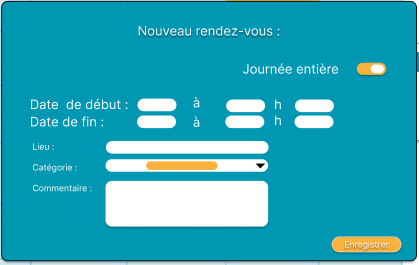 Nouveau rendez-vous :
Journée entière
Date de début : à h
Date de fin : à h
Lieu :
Catégorie :
Commentaire :
Enregistrer